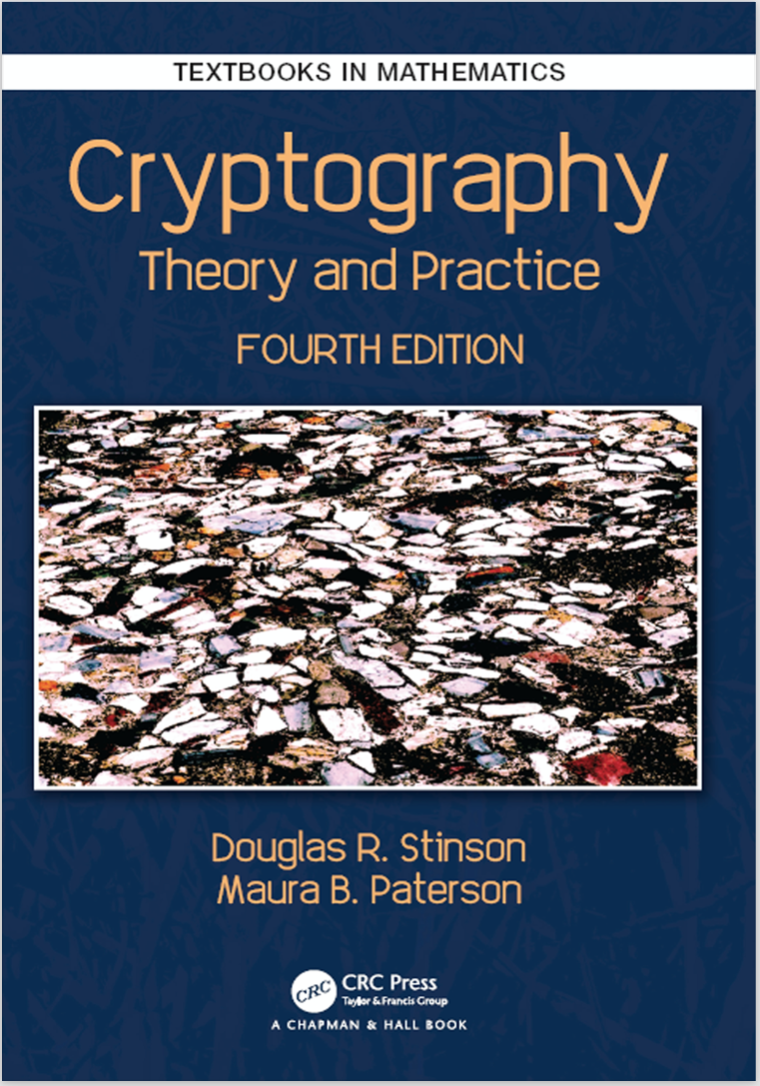 TEXTBOOKS IN MATHEMATICS
Cryptography
Theory and Practice
FOURTH EDITION
Douglas R. Stinson
Maura B. Paterson
CRC CRC Press
Taylor & Francis Group
A CHAPMAN & HALL BOOK